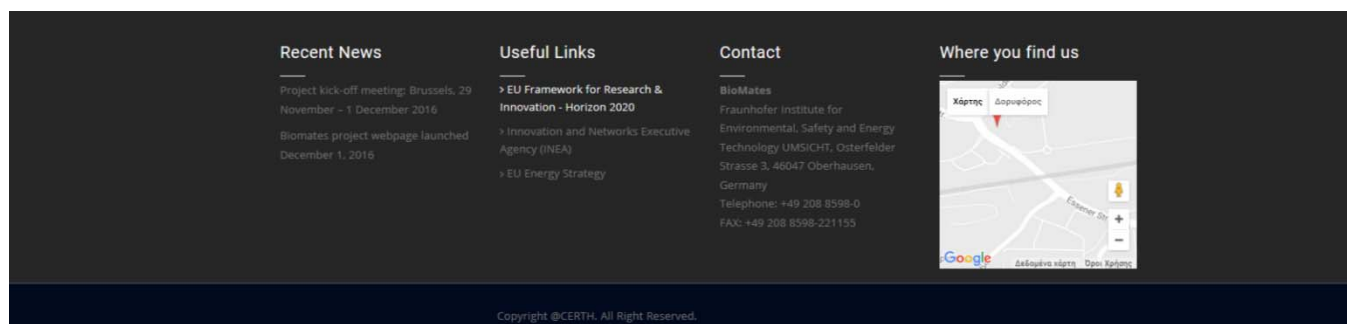 Recent News
Project kick-off meeting: Brussels, 29
November – 1 December 2016
Biomates project webpage launched
December 1, 2016
Useful Links
> EU Framework for Research &
Innovation - Horizon 2020
> Innovation and Networks Executive
Agency (INEA)
> EU Energy Strategy
Contact
BioMates
Fraunhofer Institute for
Environmental, Safety and Energy
Technology UMSICHT, Osterfelder
Strasse 3, 46047 Oberhausen,
Germany
Telephone: +49 208 8598-0
FAX: +49 208 8598-221155
Where you find us
Χάρτης Δορυφόρος
Essener Str
+
−
Google Δεδομένα χάρτη Όροι Χρήσης
Copyright @CERTH. All Right Reserved.